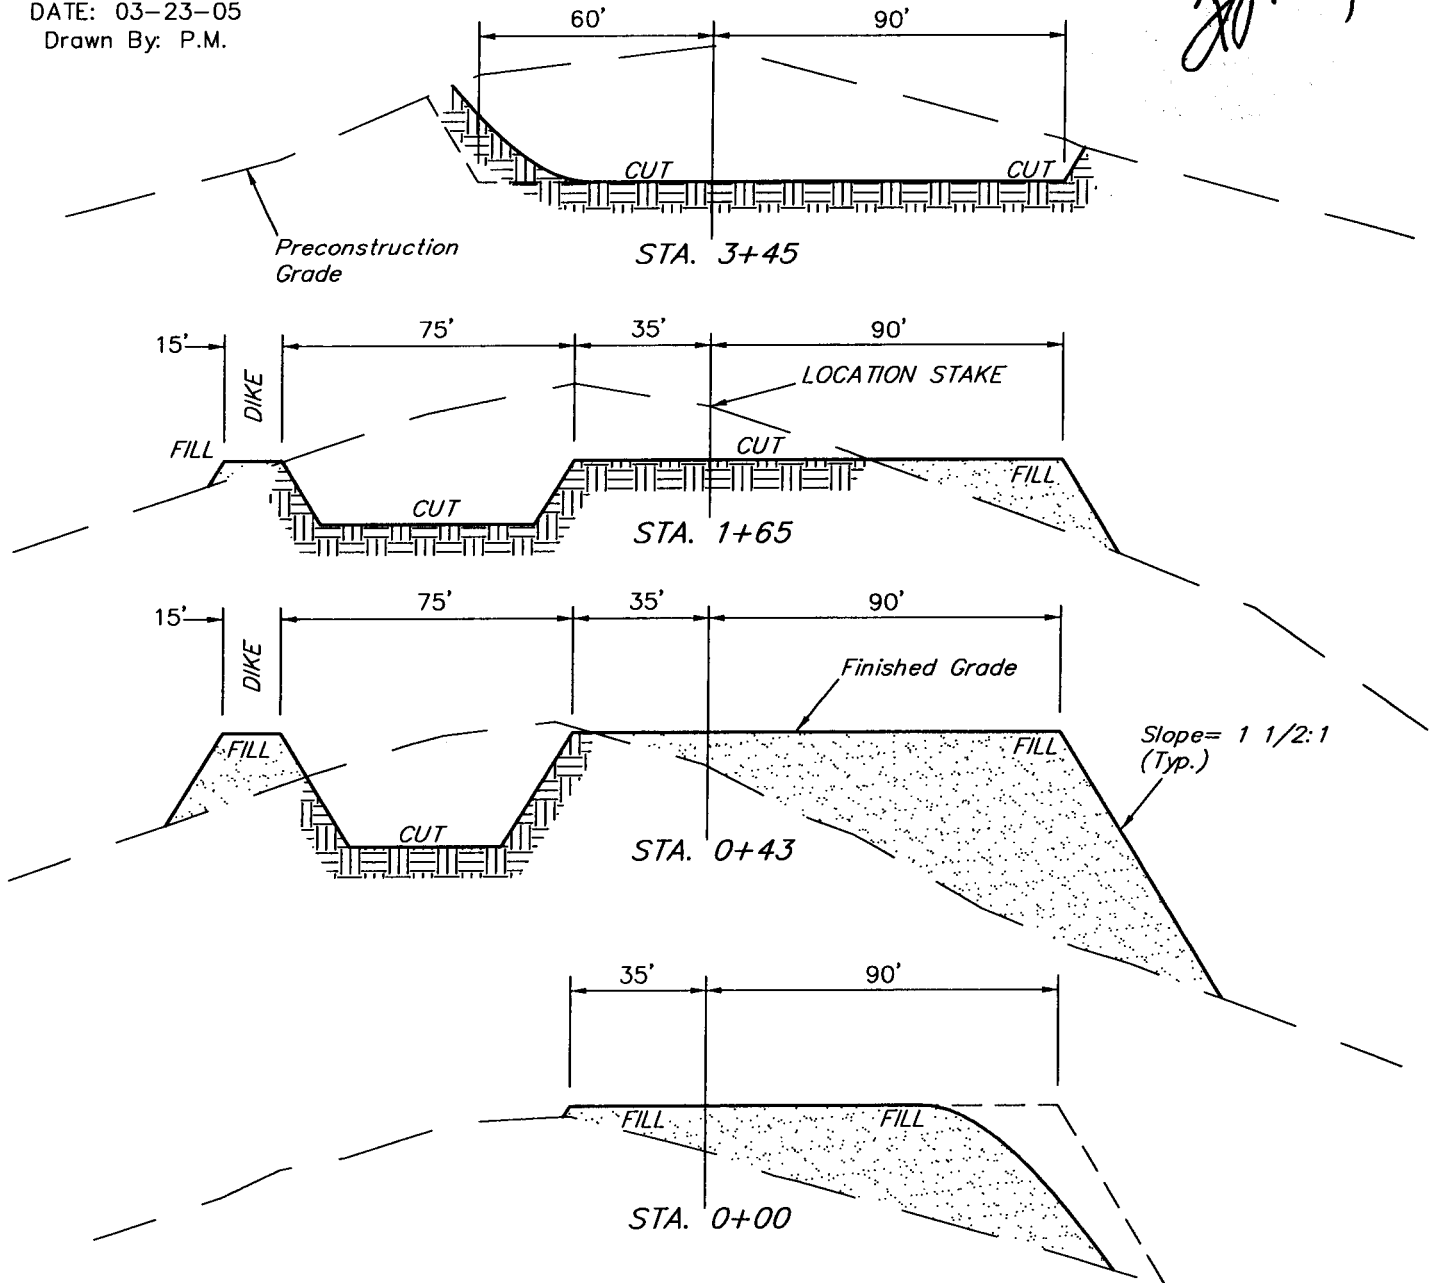 DATE: 03-23-05
Drawn By: P.M.
60' 90'
CUT CUT
Preconstruction
Grade
STA. 3+45
15' 75' 35' 90'
DIKE
LOCATION STAKE
FILL
CUT
FILL
CUT
STA. 1+65
15' 75' 35' 90'
DIKE
Finished Grade
FILL
FILL
Slope= 1 1/2:1
(Typ.)
CUT
STA. 0+43
35' 90'
FILL FILL
STA. 0+00